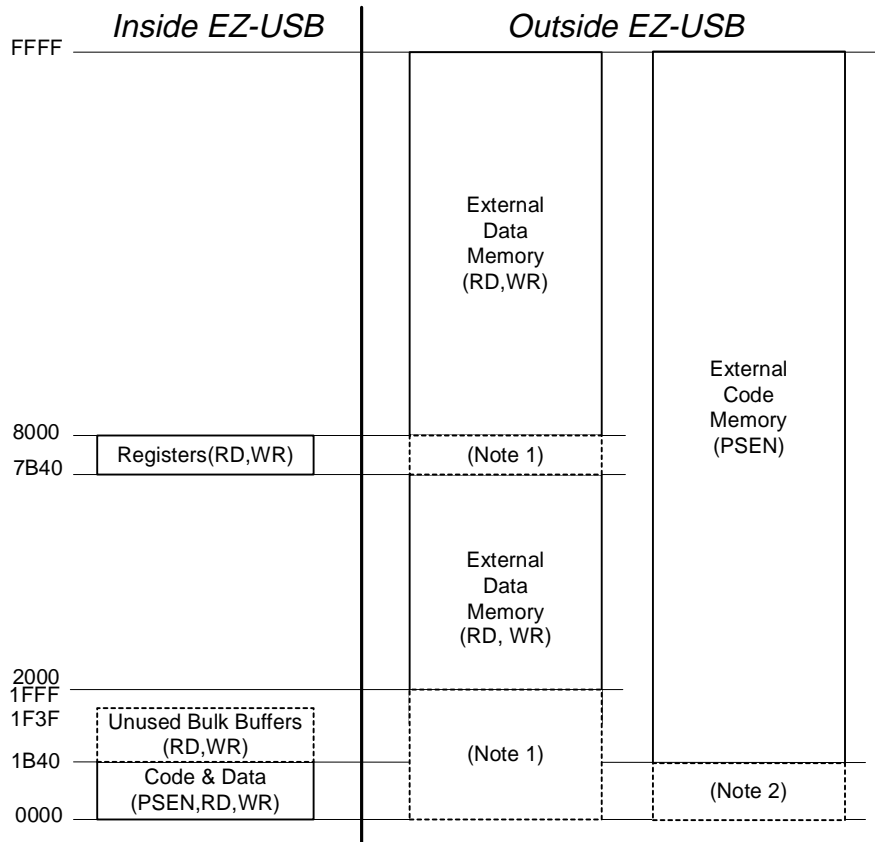 Inside EZ-USB
Outside EZ-USB
FFFF
External
Data
Memory
(RD,WR)
External
Code
Memory
(PSEN)
8000
Registers(RD,WR)
(Note 1)
7B40
External
Data
Memory
(RD, WR)
2000
1FFF
1F3F
Unused Bulk Buffers
(RD,WR)
(Note 1)
1B40
Code & Data
(PSEN,RD,WR)
(Note 2)
0000